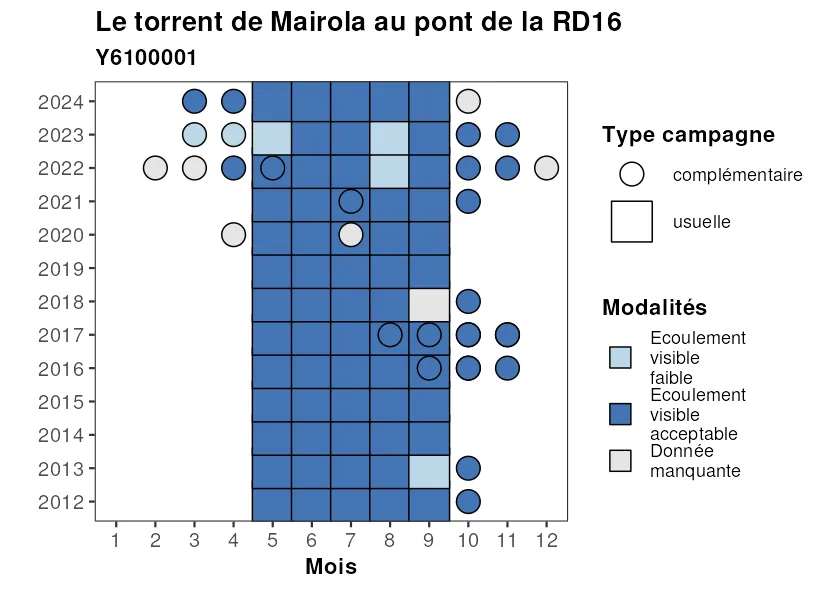 Le torrent de Mairola au pont de la RD16
Y6100001
2024
2023
2022
2021
2020
2019
2018
2017
2016
2015
2014
2013
2012
1 2 3 4 5 6 7 8 9 10 11 12
Mois
Type campagne
complémentaire
usuelle
Modalités
Ecoulement
visible
faible
Ecoulement
visible
acceptable
Donnée
manquante